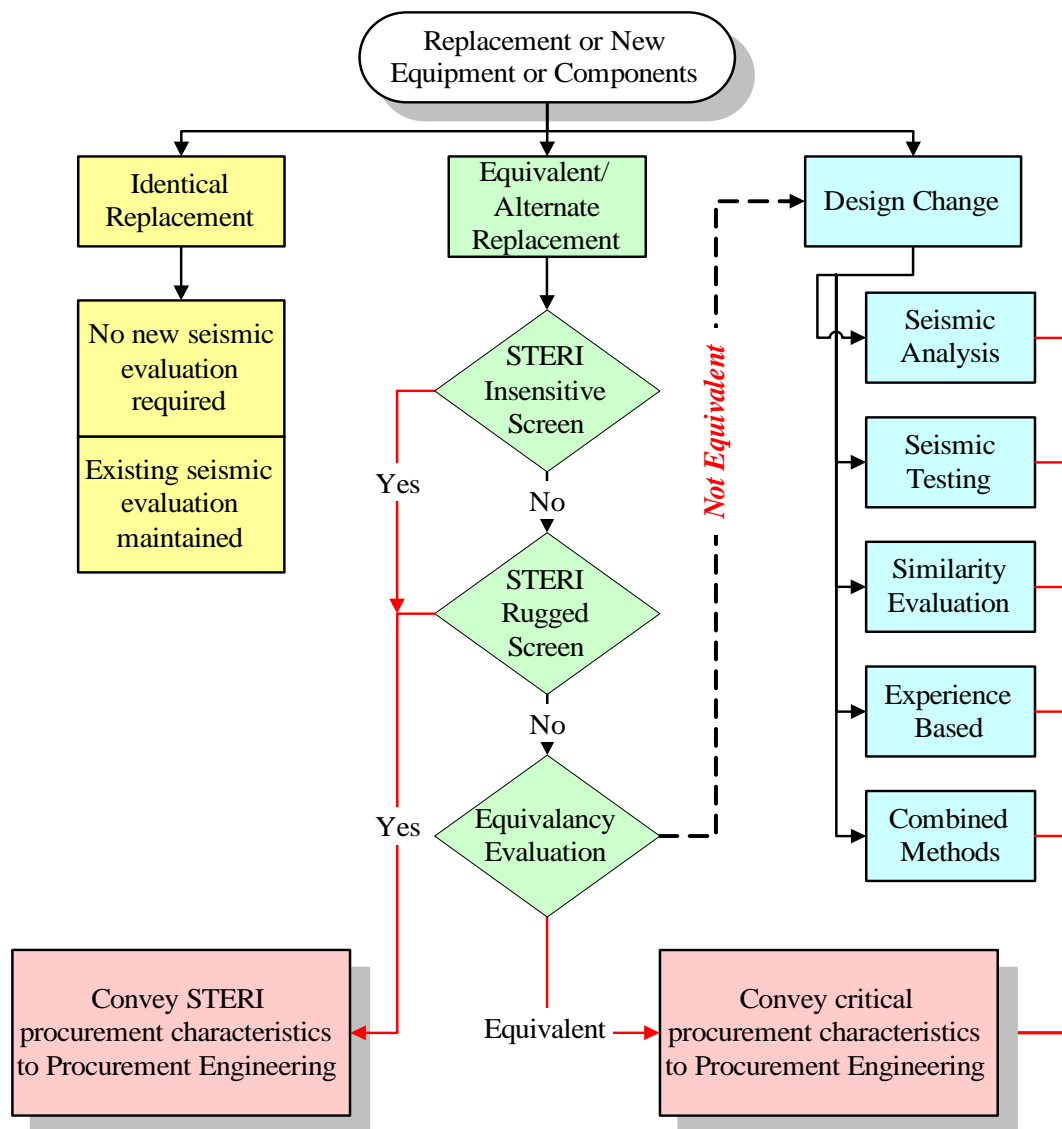 Replacement or New
Equipment or Components
Identical
Replacement
Equivalent/
Alternate
Replacement
Design Change
No new seismic
evaluation
required
Existing seismic
evaluation
maintained
STERI
Insensitive
Screen
Yes
No
STERI
Rugged
Screen
Yes
No
Equivalancy
Evaluation
Not Equivalent
Seismic
Analysis
Seismic
Testing
Similarity
Evaluation
Experience
Based
Combined
Methods
Convey STERI
procurement characteristics
to Procurement Engineering
Equivalent
Convey critical
procurement characteristics
to Procurement Engineering